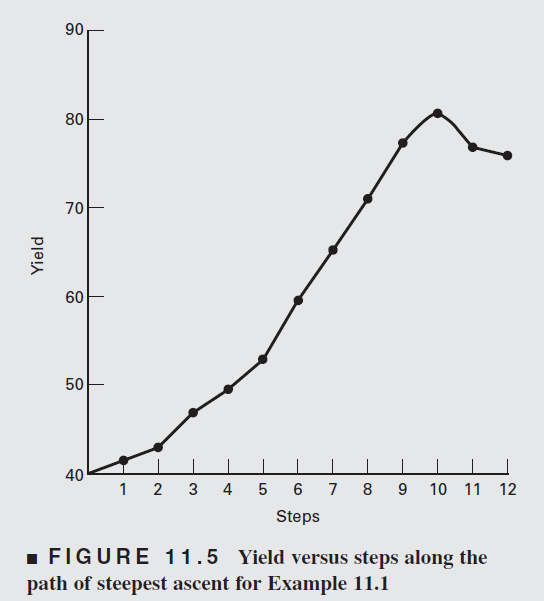 90
80
70
60
50
40
Yield
1 2 3 4 5 6 7 8 9 10 11 12
Steps
■ FIGURE 11.5 Yield versus steps along the
path of steepest ascent for Example 11.1